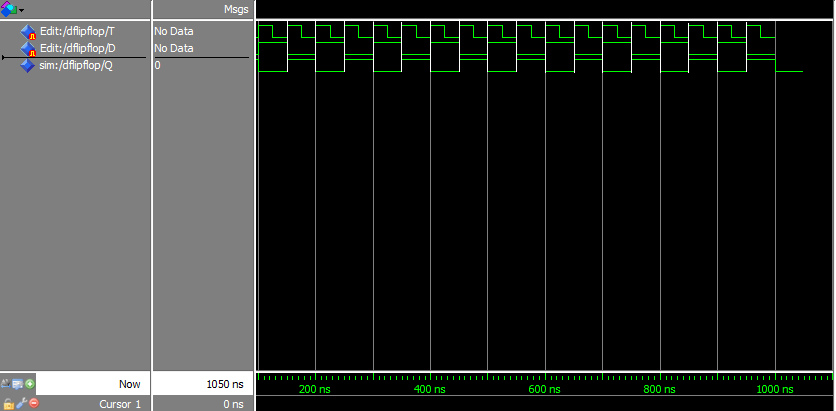 Msgs
Edit:/dflipflop/T No Data
Edit:/dflipflop/D No Data
sim:/dflipflop/Q 0
Now 1050 ns 200 ns 400 ns 600 ns 800 ns 1000 ns
Cursor 1 0 ns